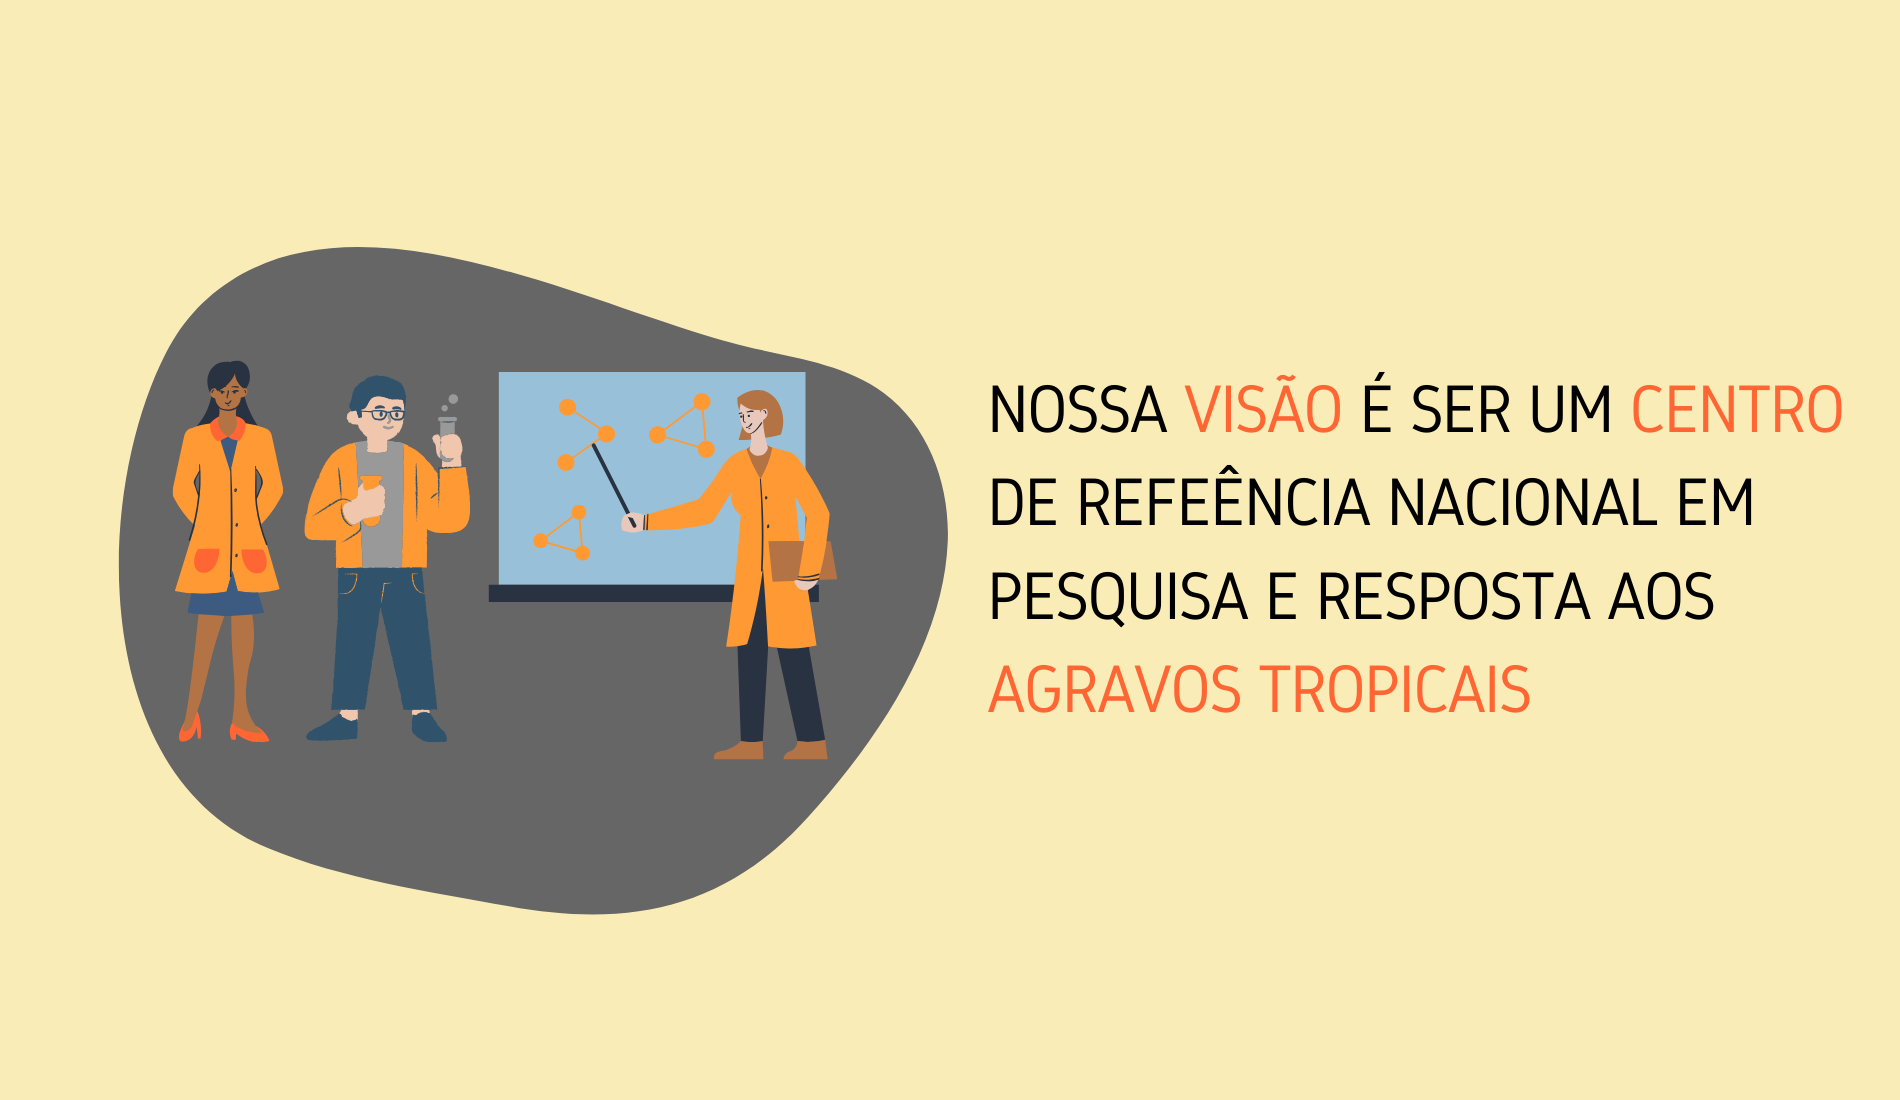 NOSSA VISÃO É SER UM CENTRO
DE REFEÊNCIA NACIONAL EM
PESQUISA E RESPOSTA AOS
AGRAVOS TROPICAIS